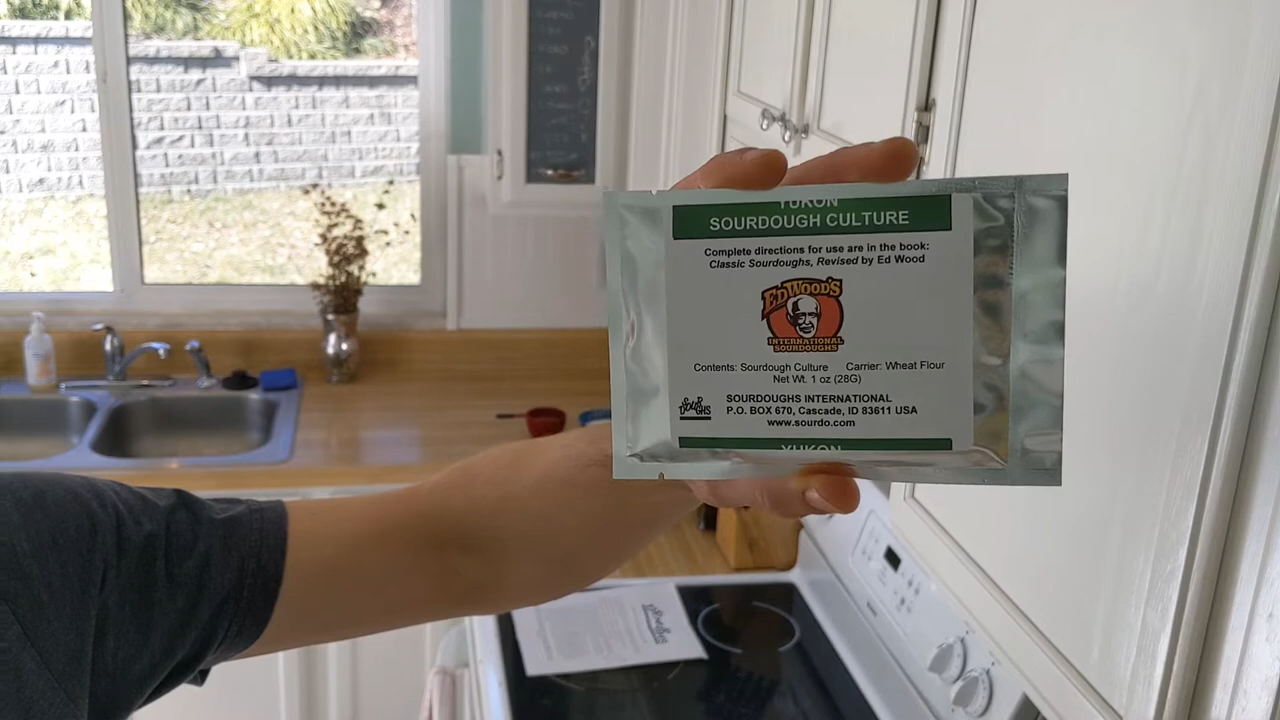 YUKON
SOURDOUGH CULTURE
Complete directions for use are in the book:
Classic Sourdoughs, Revised by Ed Wood
ED WOOD'S
INTERNATIONAL
SOURDOUGHS
Contents: Sourdough Culture Carrier: Wheat Flour
Net Wt. 1 oz (28G)
SOURDOUGHS INTERNATIONAL
P.O. BOX 670, Cascade, ID 83611 USA
www.sourdo.com
YUKON